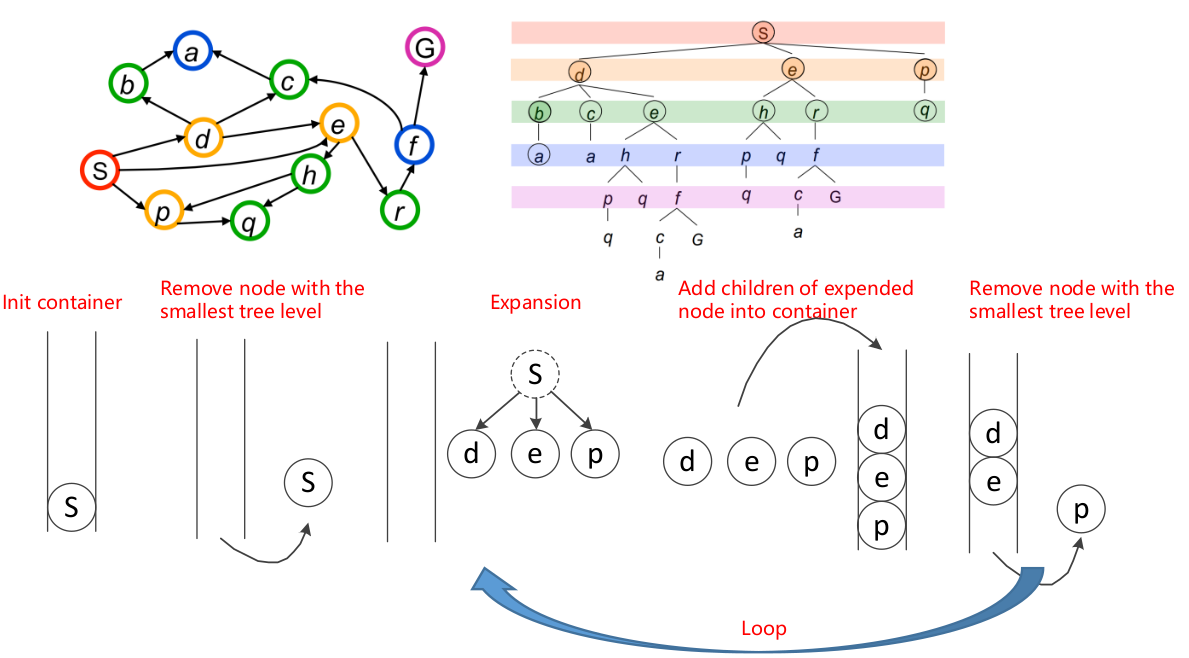 a
G
b
c
d
e
f
S
h
p
q
r
S
d e p
b c e h r q
a a h r p q f
p q f q c G
q c G a
a
Init container
Remove node with the
smallest tree level
Expansion
Add children of expended
node into container
Remove node with the
smallest tree level
S
S
S
d e p
d e p
d
e
p
d
e
p
Loop